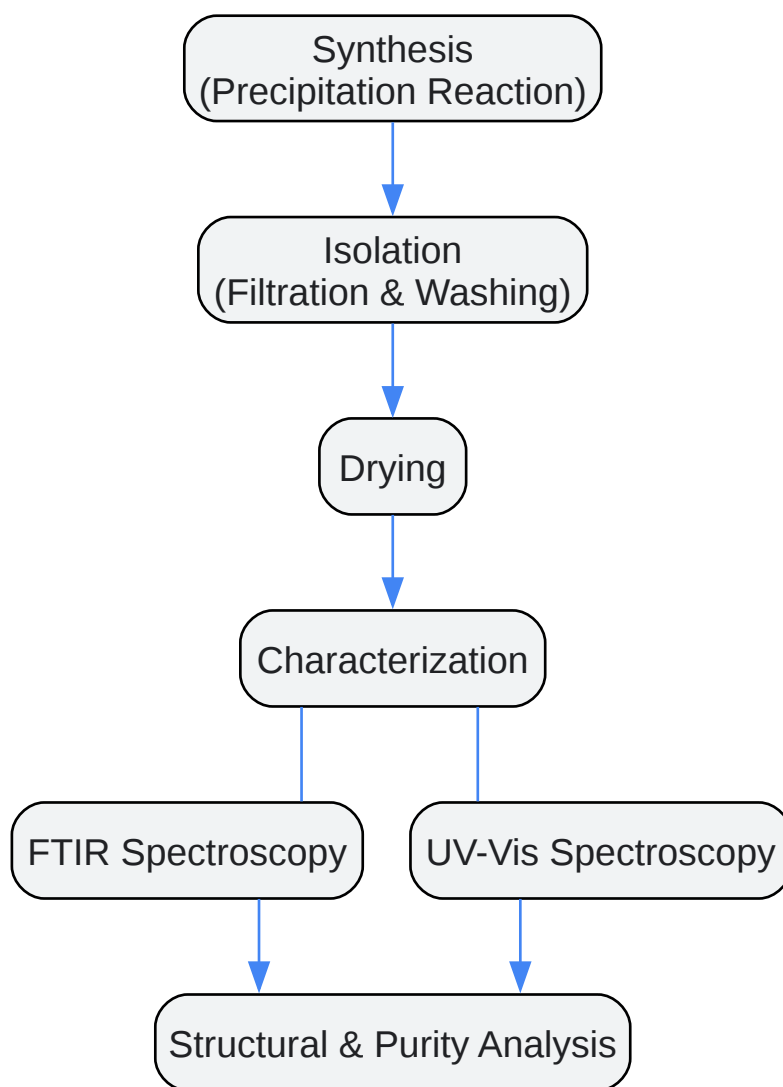 Synthesis
(Precipitation Reaction)
Isolation
(Filtration & Washing)
Drying
Characterization
FTIR Spectroscopy
UV-Vis Spectroscopy
Structural & Purity Analysis